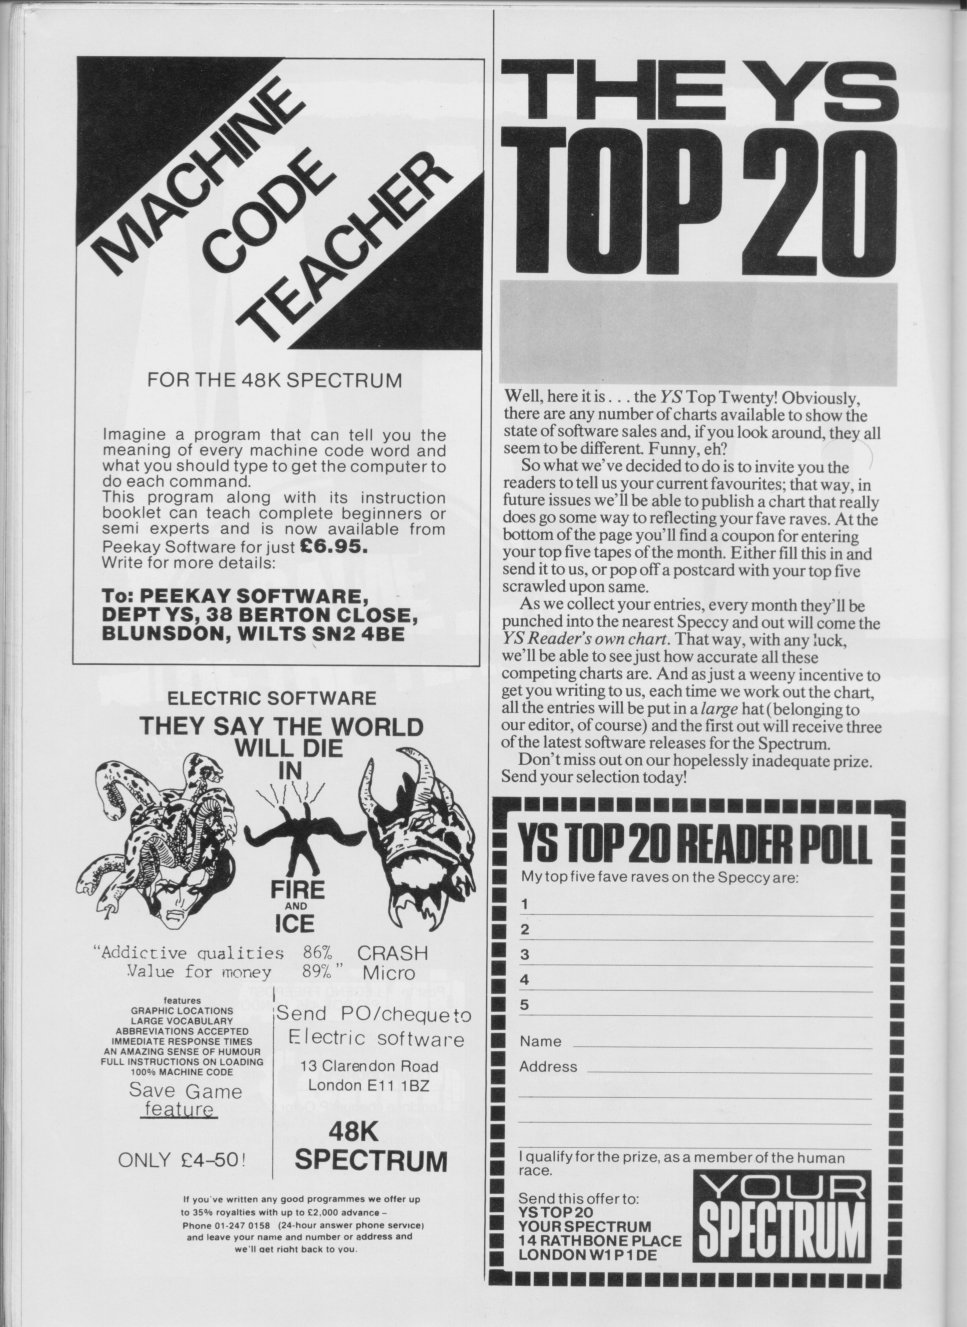 MACHINE
CODE
TEACHER
FOR THE 48K SPECTRUM
Imagine a program that can tell you the
meaning of every machine code word and
what you should type to get the computer to
do each command.
This program along with its instruction
booklet can teach complete beginners or
semi experts and is now available from
Peekay Software for just £6.95.
Write for more details:
To: PEEKAY SOFTWARE,
DEPT YS, 38 BERTON CLOSE,
BLUNSDON, WILTS SN2 4BE
ELECTRIC SOFTWARE
THEY SAY THE WORLD
WILL DIE
IN
FIRE
AND
ICE
"Addictive qualities 86% CRASH
Value for money 89%" Micro
features
GRAPHIC LOCATIONS
LARGE VOCABULARY
ABBREVIATIONS ACCEPTED
IMMEDIATE RESPONSE TIMES
AN AMAZING SENSE OF HUMOUR
FULL INSTRUCTIONS ON LOADING
100% MACHINE CODE
Save Game
feature
ONLY £4–50!
Send PO/cheque to
Electric software
13 Clarendon Road
London E11 1BZ
48K
SPECTRUM
If you've written any good programmes we offer up
to 35% royalties with up to £2,000 advance –
Phone 01-247 0158 (24-hour answer phone service)
and leave your name and number or address and
we'll get right back to you.
THE YS
TOP 20
Well, here it is . . . the YS Top Twenty! Obviously,
there are any number of charts available to show the
state of software sales and, if you look around, they all
seem to be different. Funny, eh?
So what we've decided to do is to invite you the
readers to tell us your current favourites; that way, in
future issues we'll be able to publish a chart that really
does go some way to reflecting your fave raves. At the
bottom of the page you'll find a coupon for entering
your top five tapes of the month. Either fill this in and
send it to us, or pop off a postcard with your top five
scrawled upon same.
As we collect your entries, every month they'll be
punched into the nearest Speccy and out will come the
YS Reader's own chart. That way, with any luck,
we'll be able to see just how accurate all these
competing charts are. And as just a weeny incentive to
get you writing to us, each time we work out the chart,
all the entries will be put in a large hat (belonging to
our editor, of course) and the first out will receive three
of the latest software releases for the Spectrum.
Don't miss out on our hopelessly inadequate prize.
Send your selection today!
YS TOP 20 READER POLL
My top five fave raves on the Speccy are:
1
2
3
4
5
Name
Address
I qualify for the prize, as a member of the human
race.
Send this offer to:
YS TOP 20
YOUR SPECTRUM
14 RATHBONE PLACE
LONDON W1P 1DE
YOUR
SPECTRUM